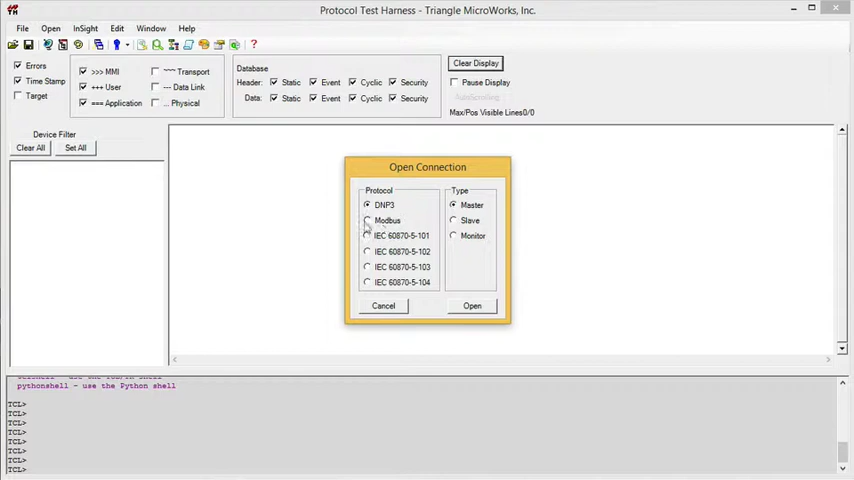 Protocol Test Harness - Triangle MicroWorks, Inc.
File Open InSight Edit Window Help
Errors
Time Stamp
Target
>>> MMI
+++ User
=== Application
~~~ Transport
--- Data Link
... Physical
Database
Header: Static Event Cyclic Security
Data: Static Event Cyclic Security
Clear Display
Pause Display
AutoScrolling
Max/Pos Visible Lines0/0
Device Filter
Clear All Set All
Open Connection
Protocol
DNP3
Modbus
IEC 60870-5-101
IEC 60870-5-102
IEC 60870-5-103
IEC 60870-5-104
Type
Master
Slave
Monitor
Cancel Open
pythonshell - use the Python shell
TCL>
TCL>
TCL>
TCL>
TCL>
TCL>
TCL>
TCL>